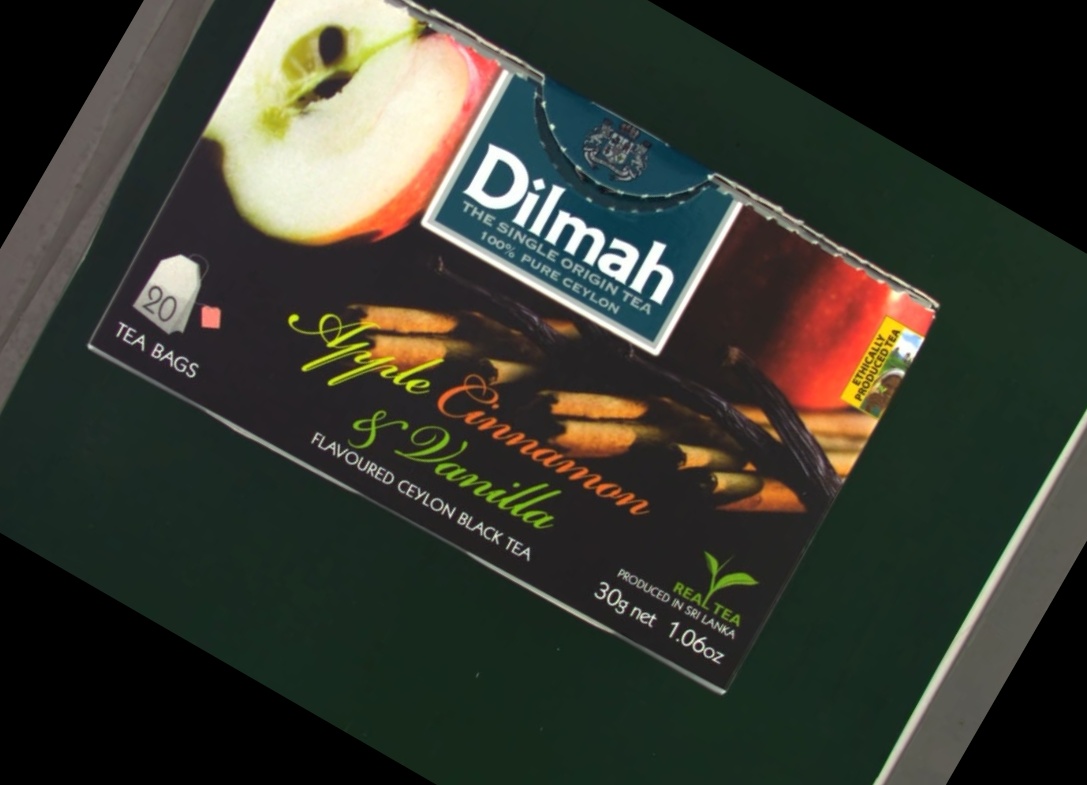 Dilmah
THE SINGLE ORIGIN TEA
100% PURE CEYLON
ETHICALLY
PRODUCED TEA
20
TEA BAGS
Apple Cinnamon
& Vanilla
FLAVOURED CEYLON BLACK TEA
REAL TEA
PRODUCED IN SRI LANKA
30g net 1.06oz